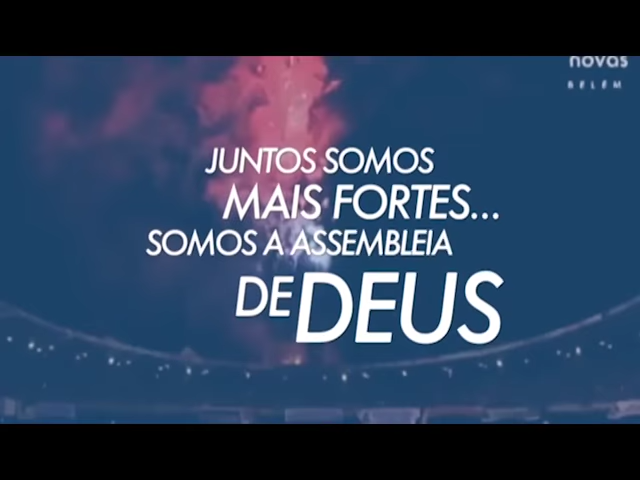 novas
BELÉM
JUNTOS SOMOS
MAIS FORTES...
SOMOS A ASSEMBLEIA
DE DEUS